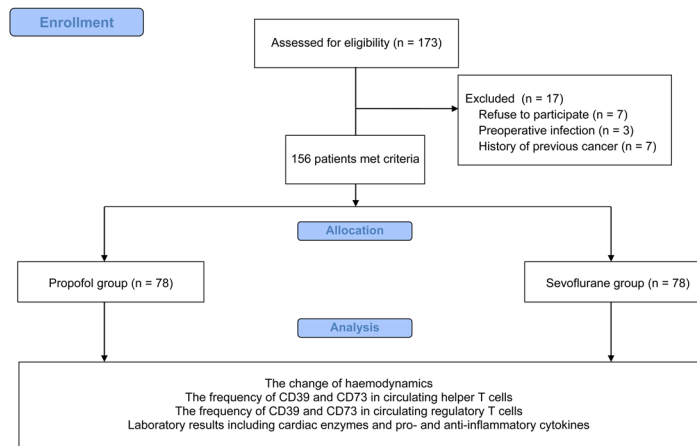 Enrollment
Assessed for eligibility (n = 173)
Excluded (n = 17)
Refuse to participate (n = 7)
Preoperative infection (n = 3)
History of previous cancer (n = 7)
156 patients met criteria
Allocation
Propofol group (n = 78)
Sevoflurane group (n = 78)
Analysis
The change of haemodynamics
The frequency of CD39 and CD73 in circulating helper T cells
The frequency of CD39 and CD73 in circulating regulatory T cells
Laboratory results including cardiac enzymes and pro- and anti-inflammatory cytokines